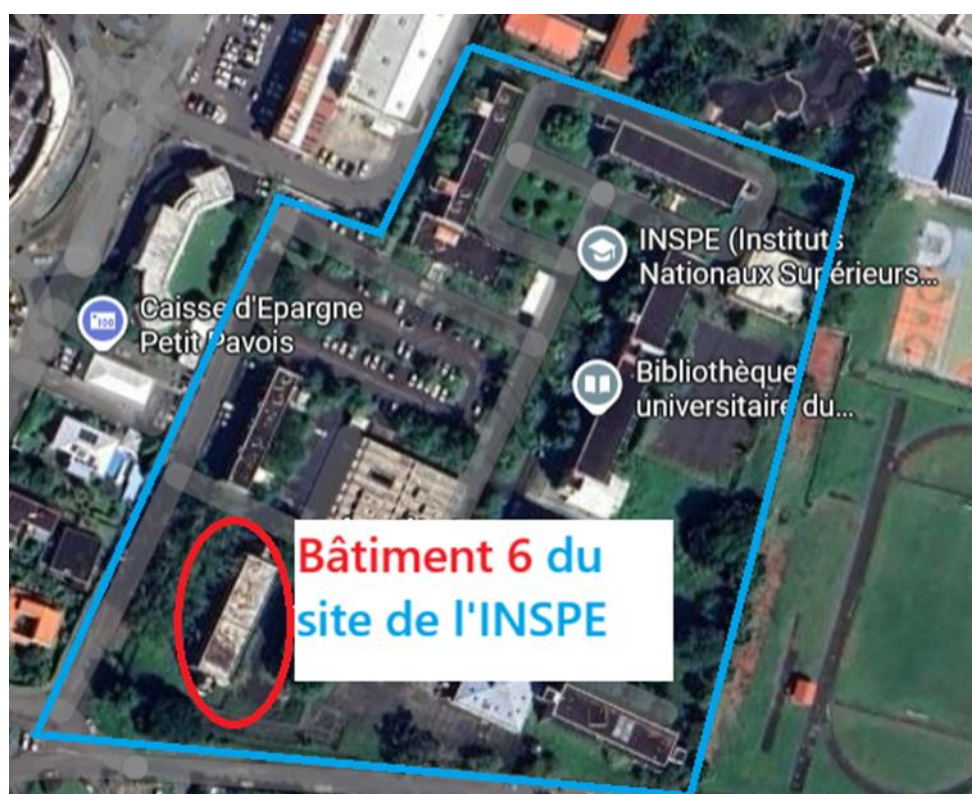 INSPE (Instituts
Nationaux Supérieurs...
Caisse d'Epargne
Petit Pavois
Bibliothèque
universitaire du...
Bâtiment 6 du
site de l'INSPE